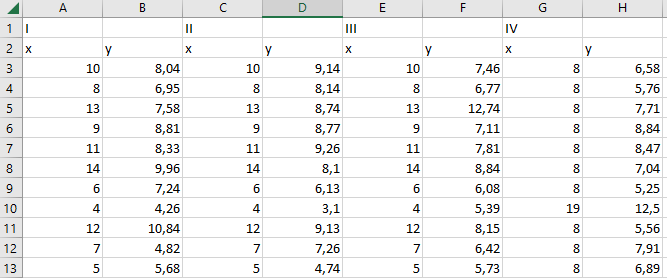 A B C D E F G H
1 I II III IV
2 x y x y x y x y
3 10 8,04 10 9,14 10 7,46 8 6,58
4 8 6,95 8 8,14 8 6,77 8 5,76
5 13 7,58 13 8,74 13 12,74 8 7,71
6 9 8,81 9 8,77 9 7,11 8 8,84
7 11 8,33 11 9,26 11 7,81 8 8,47
8 14 9,96 14 8,1 14 8,84 8 7,04
9 6 7,24 6 6,13 6 6,08 8 5,25
10 4 4,26 4 3,1 4 5,39 19 12,5
11 12 10,84 12 9,13 12 8,15 8 5,56
12 7 4,82 7 7,26 7 6,42 8 7,91
13 5 5,68 5 4,74 5 5,73 8 6,89